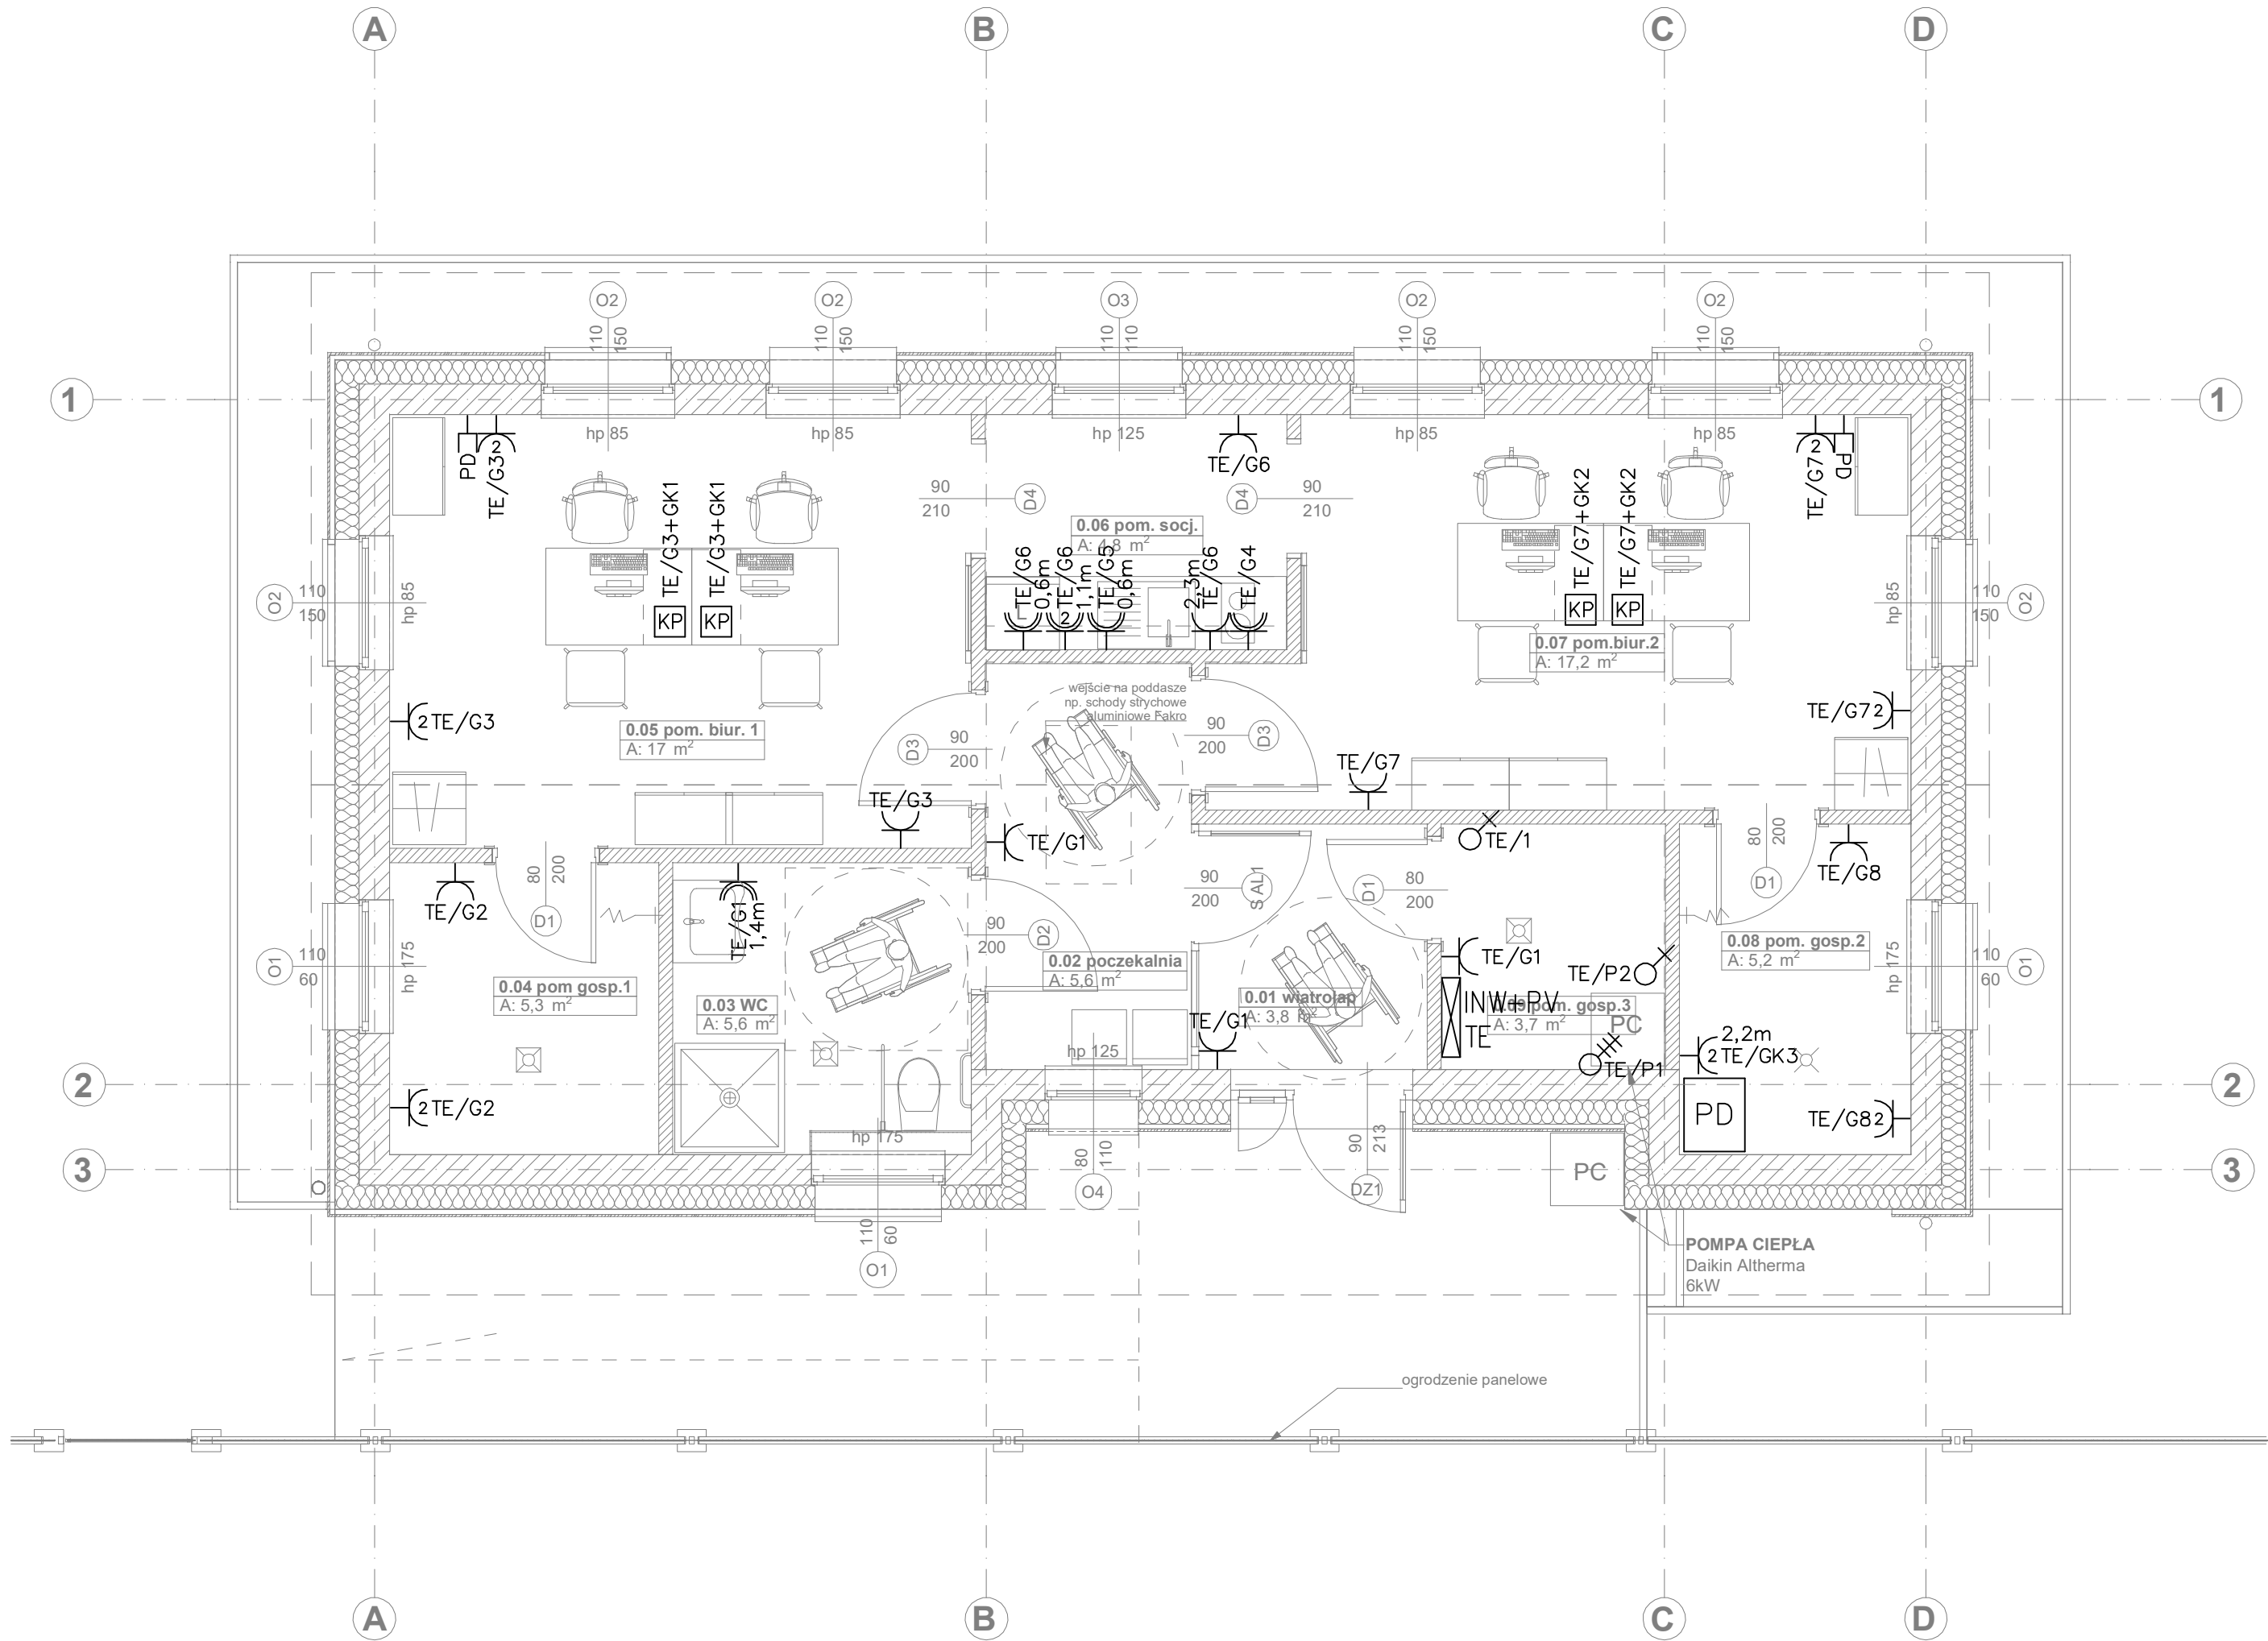 A
B
C
D
O2
O2
O3
O2
O2
110
150
110
150
110
110
110
150
110
150
1
1
hp 85
hp 85
hp 125
hp 85
hp 85
PD
TE/G3
2
TE/G6
TE/G7
2
PD
TE/G3+GK1
TE/G3+GK1
90
210
D4
D4
90
210
TE/G7+GK2
TE/G7+GK2
0.06 pom. socj.
A: 4,8 m²
TE/G6
0,6m
TE/G6
1,1m
TE/G5
0,6m
2,3m
TE/G6
TE/G4
2
O2
110
150
hp 85
KP
KP
KP
KP
hp 85
110
150
O2
0.07 pom.biur.2
A: 17,2 m²
wejście na poddasze
np. schody strychowe
aluminiowe Fakro
2
TE/G3
TE/G7
2
0.05 pom. biur. 1
A: 17 m²
D3
90
200
90
200
D3
TE/G7
TE/G3
TE/G1
TE/1
80
200
D1
80
200
D1
TE/G2
TE/G8
TE/G1
1,4m
90
200
S AL1
D1
80
200
90
200
D2
O1
110
60
hp 175
0.04 pom gosp.1
A: 5,3 m²
0.03 WC
A: 5,6 m²
0.02 poczekalnia
A: 5,6 m²
0.01 wiatrołap
A: 3,8 m²
TE/G1
TE/G1
TE/P2
INW+PV
TE
0.09 pom. gosp.3
A: 3,7 m²
PC
TE/P1
0.08 pom. gosp.2
A: 5,2 m²
hp 175
110
60
O1
hp 125
2,2m
2
TE/GK3
2
2
2
TE/G2
PD
TE/G8
2
hp 175
3
3
80
110
O4
90
213
DZ1
PC
110
60
O1
POMPA CIEPŁA
Daikin Altherma
6kW
ogrodzenie panelowe
A
B
C
D